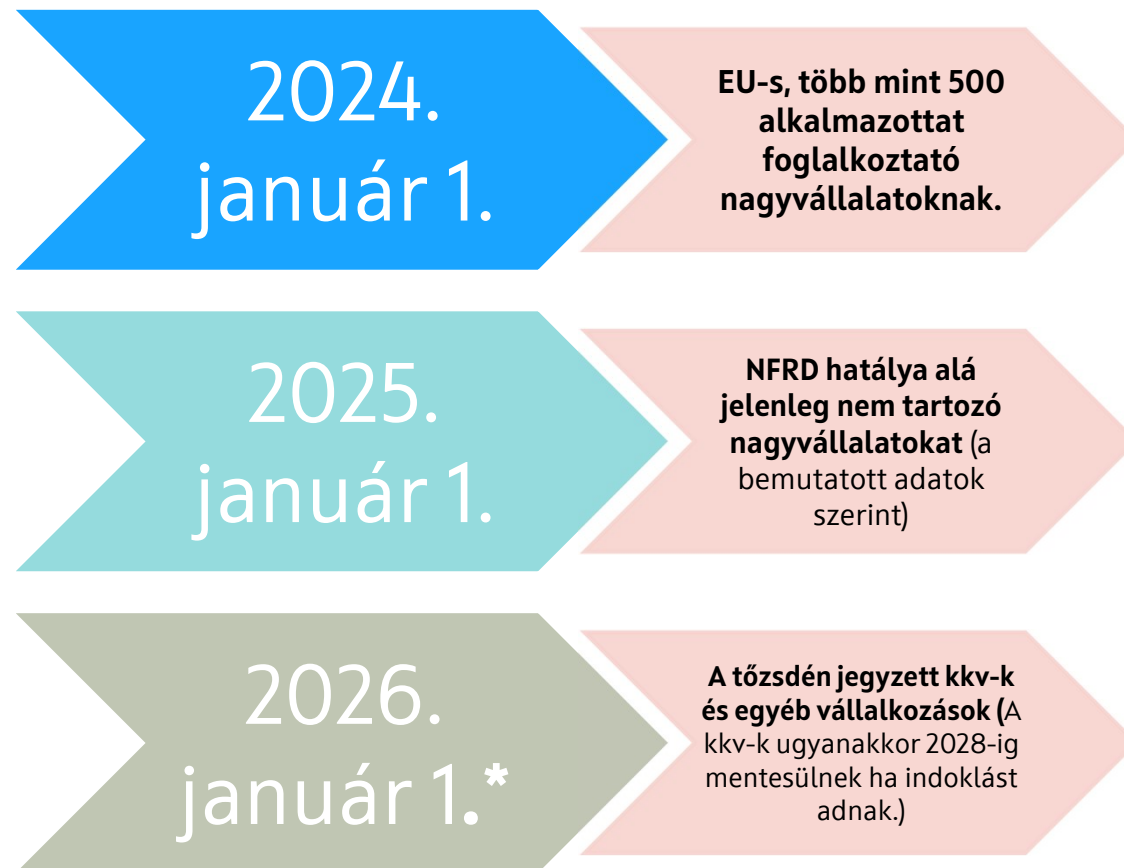 2024.
január 1.
EU-s, több mint 500
alkalmazottat
foglalkoztató
nagyvállalatoknak.
2025.
január 1.
NFRD hatálya alá
jelenleg nem tartozó
nagyvállalatokat (a
bemutatott adatok
szerint)
2026.
január 1.*
A tőzsdén jegyzett kkv-k
és egyéb vállalkozások (A
kkv-k ugyanakkor 2028-ig
mentesülnek ha indoklást
adnak.)